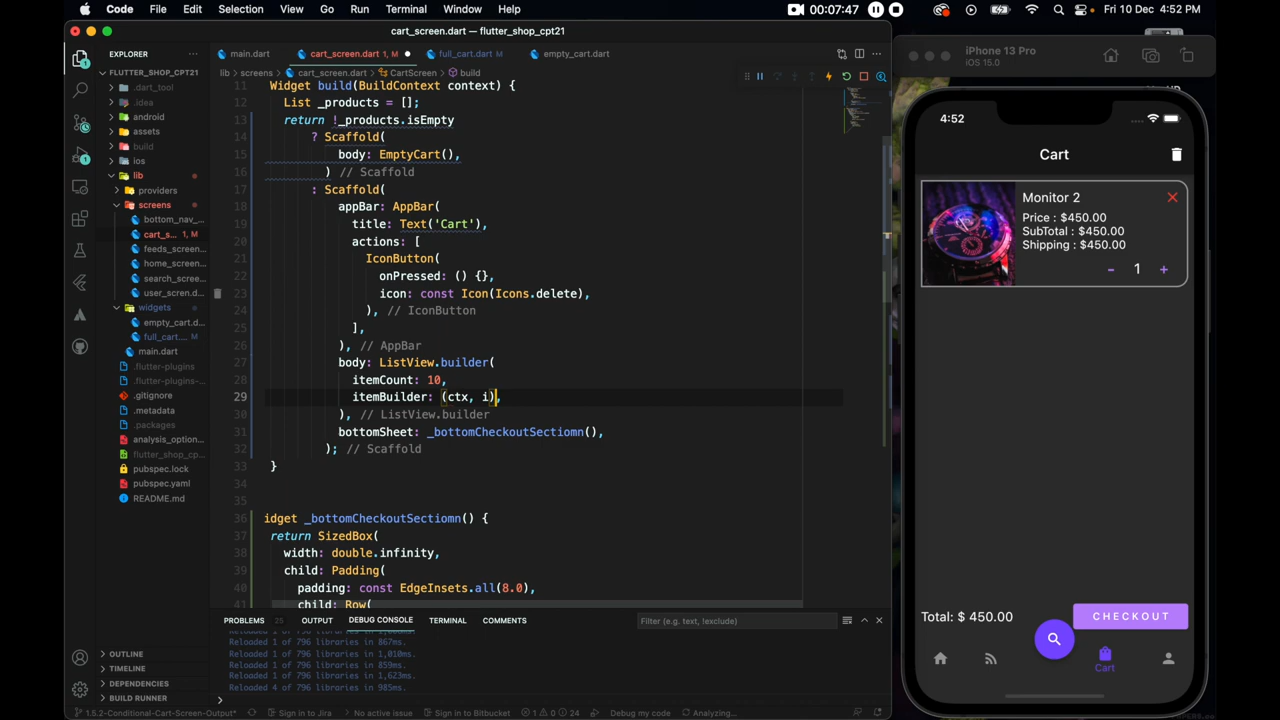 Code File Edit Selection View Go Run Terminal Window Help 00:07:47 Fri 10 Dec 4:52 PM
cart_screen.dart — flutter_shop_cpt21
EXPLORER
FLUTTER_SHOP_CPT21
.dart_tool
.idea
android
assets
build
ios
lib
providers
screens
bottom_nav_...
cart_s... 1, M
feeds_screen...
home_screen...
search_scree...
user_scren.d...
widgets
empty_cart.d...
full_cart.... M
main.dart
.flutter-plugins
.flutter-plugins-...
.gitignore
.metadata
.packages
analysis_option...
flutter_shop_cp...
pubspec.lock
pubspec.yaml
README.md
OUTLINE
TIMELINE
DEPENDENCIES
BUILD RUNNER
main.dart cart_screen.dart 1, M full_cart.dart M empty_cart.dart
lib > screens > cart_screen.dart > CartScreen > build
11 Widget build(BuildContext context) {
12 List _products = [];
13 return !_products.isEmpty
14 ? Scaffold(
15 body: EmptyCart(),
16 ) // Scaffold
17 : Scaffold(
18 appBar: AppBar(
19 title: Text('Cart'),
20 actions: [
21 IconButton(
22 onPressed: () {},
23 icon: const Icon(Icons.delete),
24 ), // IconButton
25 ],
26 ), // AppBar
27 body: ListView.builder(
28 itemCount: 10,
29 itemBuilder: (ctx, i),
30 ), // ListView.builder
31 bottomSheet: _bottomCheckoutSectiomn(),
32 ); // Scaffold
33 }
34
35
36 idget _bottomCheckoutSectiomn() {
37 return SizedBox(
38 width: double.infinity,
39 child: Padding(
40 padding: const EdgeInsets.all(8.0),
41 child: Row(
PROBLEMS 25 OUTPUT DEBUG CONSOLE TERMINAL COMMENTS Filter (e.g. text, !exclude)
Reloaded 1 of 796 libraries in 867ms.
Reloaded 1 of 796 libraries in 1,010ms.
Reloaded 1 of 796 libraries in 859ms.
Reloaded 1 of 796 libraries in 1,623ms.
Reloaded 4 of 796 libraries in 985ms.
1.5.2-Conditional-Cart-Screen-Output* Sign in to Jira No active issue Sign in to Bitbucket 1 0 24 Debug my code Analyzing...
iPhone 13 Pro
iOS 15.0
4:52
Cart
Monitor 2
Price : $450.00
SubTotal : $450.00
Shipping : $450.00
- 1 +
Total: $ 450.00 CHECKOUT
Cart